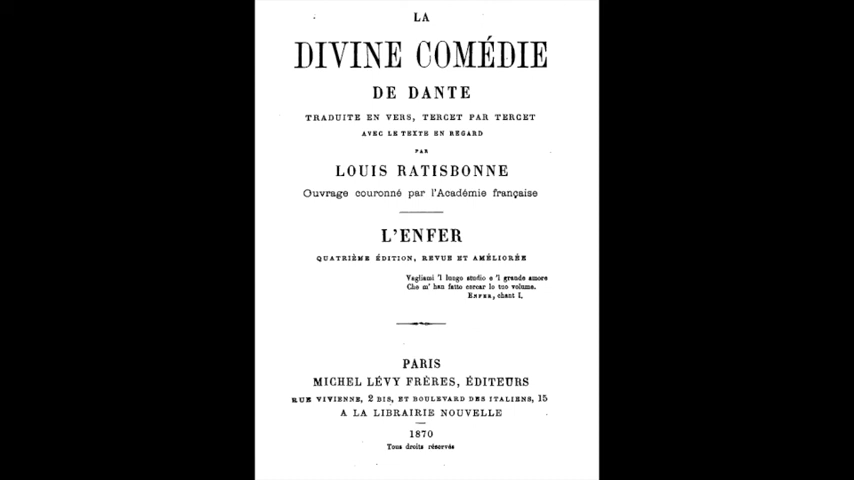 LA
DIVINE COMÉDIE
DE DANTE
TRADUITE EN VERS, TERCET PAR TERCET
AVEC LE TEXTE EN REGARD
PAR
LOUIS RATISBONNE
Ouvrage couronné par l'Académie française
L'ENFER
QUATRIÈME ÉDITION, REVUE ET AMÉLIORÉE
Vagliami 'l lungo studio e 'l grande amore
Che m' han fatto cercar lo tuo volume.
ENFER, chant I.
PARIS
MICHEL LÉVY FRÈRES, ÉDITEURS
RUE VIVIENNE, 2 BIS, ET BOULEVARD DES ITALIENS, 15
A LA LIBRAIRIE NOUVELLE
1870
Tous droits réservés